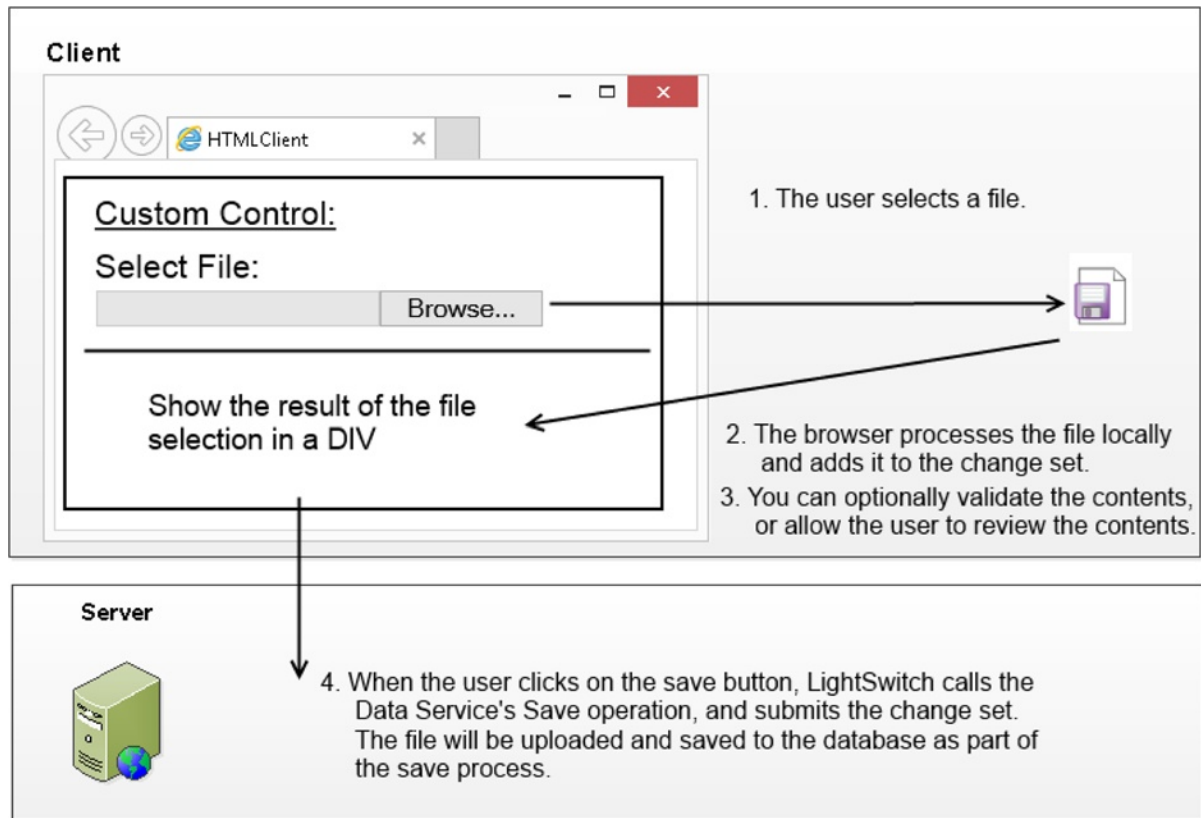 Client
HTMLClient
Custom Control:
Select File:
Browse...
Show the result of the file
selection in a DIV
1. The user selects a file.
2. The browser processes the file locally
and adds it to the change set.
3. You can optionally validate the contents,
or allow the user to review the contents.
Server
4. When the user clicks on the save button, LightSwitch calls the
Data Service's Save operation, and submits the change set.
The file will be uploaded and saved to the database as part of
the save process.